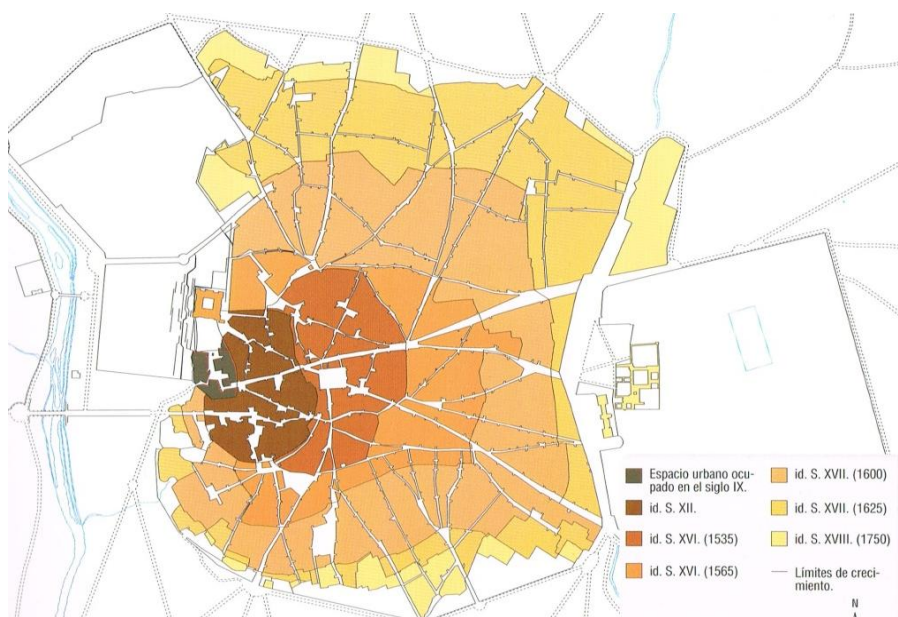 Espacio urbano ocu-
pado en el siglo IX.
id. S. XII.
id. S. XVI. (1535)
id. S. XVI. (1565)
id. S. XVII. (1600)
id. S. XVII. (1625)
id. S. XVIII. (1750)
Límites de creci-
miento.
N